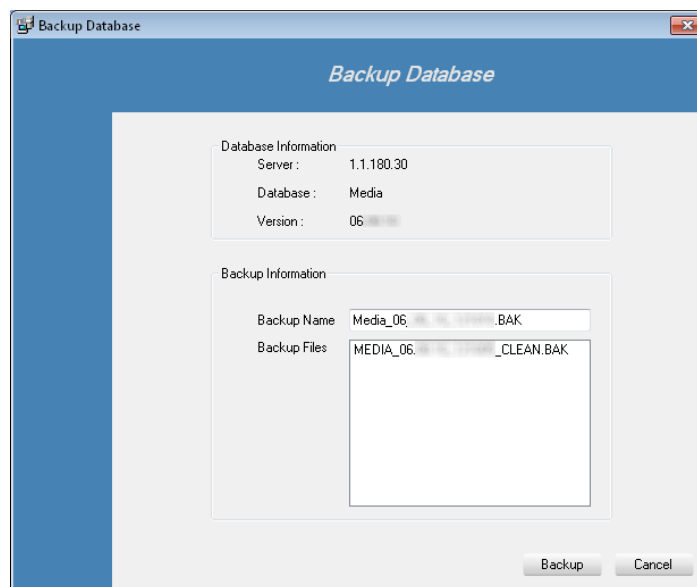 Backup Database
Backup Database
Database Information
Server : 1.1.180.30
Database : Media
Version : 06
Backup Information
Backup Name Media_06 .BAK
Backup Files MEDIA_06. _CLEAN.BAK
Backup Cancel